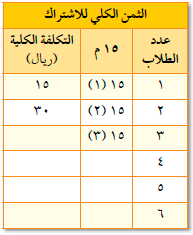 الثمن الكلي للاشتراك
عدد الطلاب	١٥ م	التكلفة الكلية (ريال)
١	١٥ (١)	١٥
٢	١٥ (٢)	٣٠
٣	١٥ (٣)
٤
٥
٦